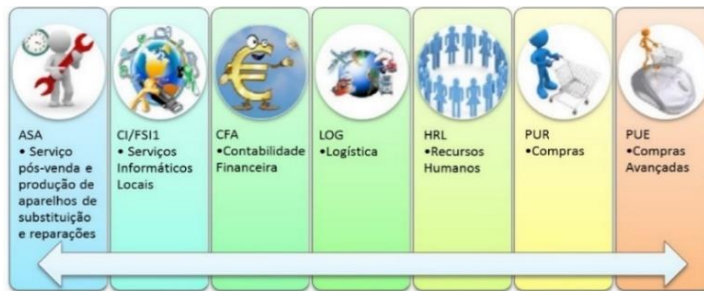 ASA
• Serviço
pós-venda e
produção de
aparelhos de
substituição
e reparações
CI/FSI1
• Serviços
Informáticos
Locais
CFA
•Contabilidade
Financeira
LOG
•Logística
HRL
•Recursos
Humanos
PUR
•Compras
PUE
•Compras
Avançadas